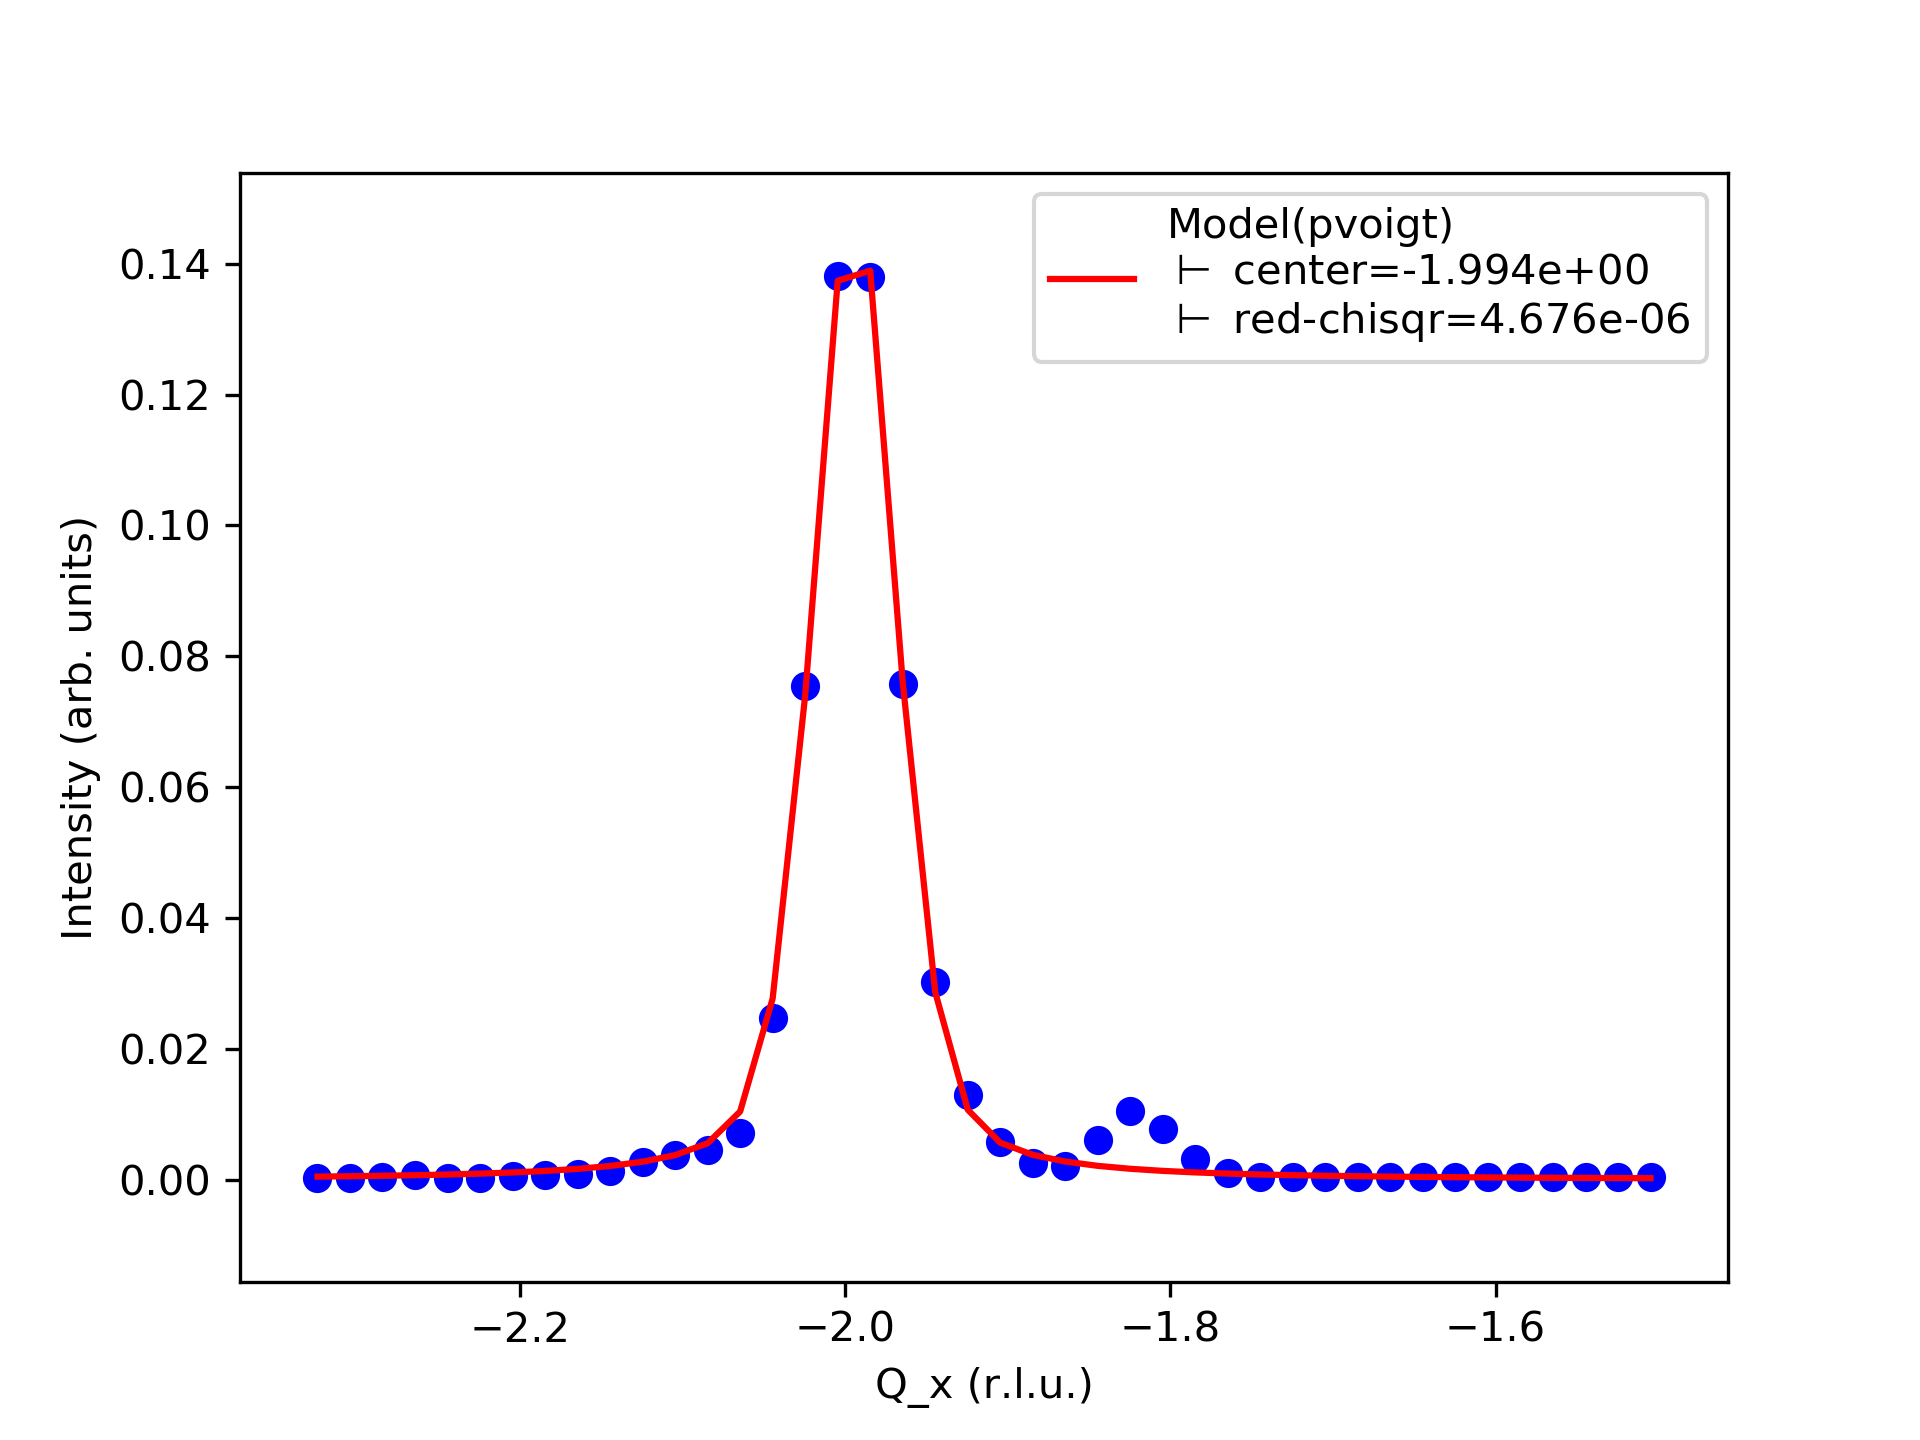 Model(pvoigt)
⊢ center=-1.994e+00
⊢ red-chisqr=4.676e-06
0.14
0.12
0.10
0.08
0.06
0.04
0.02
0.00
Intensity (arb. units)
−2.2 −2.0 −1.8 −1.6
Q_x (r.l.u.)